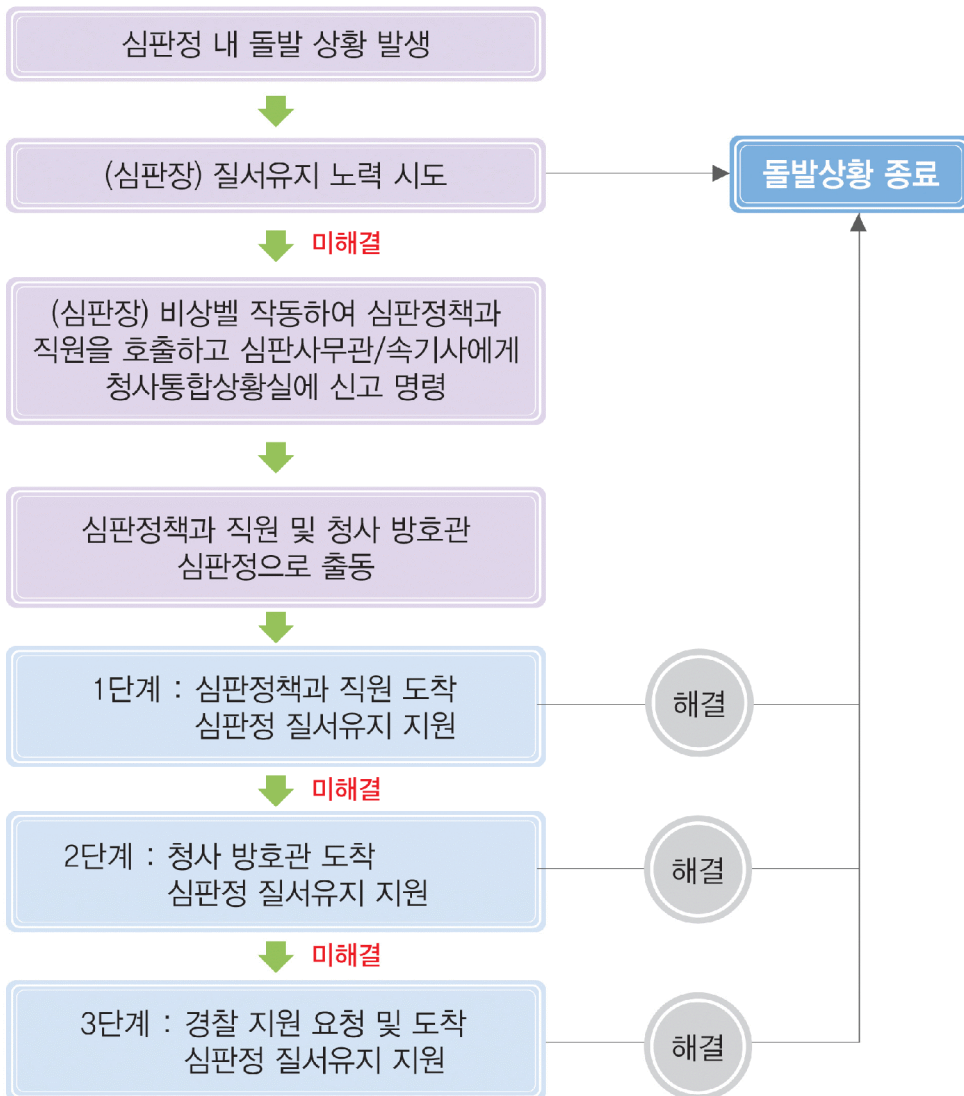 심판정 내 돌발 상황 발생
(심판장) 질서유지 노력 시도
돌발상황 종료
미해결
(심판장) 비상벨 작동하여 심판정책과
직원을 호출하고 심판사무관/속기사에게
청사통합상황실에 신고 명령
심판정책과 직원 및 청사 방호관
심판정으로 출동
1단계 : 심판정책과 직원 도착
심판정 질서유지 지원
해결
미해결
2단계 : 청사 방호관 도착
심판정 질서유지 지원
해결
미해결
3단계 : 경찰 지원 요청 및 도착
심판정 질서유지 지원
해결